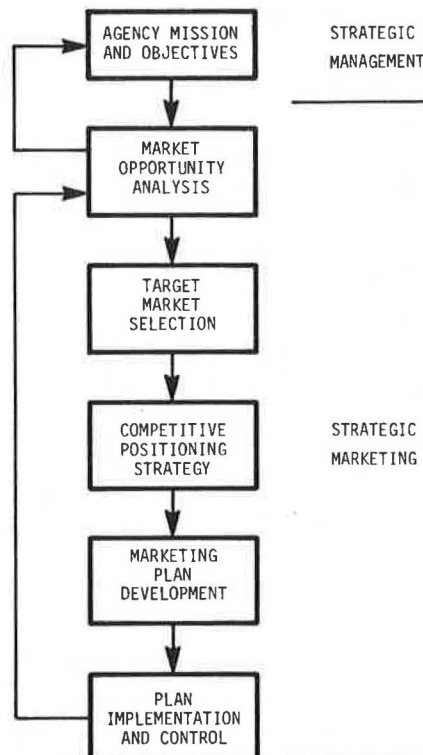 AGENCY MISSION
AND OBJECTIVES
STRATEGIC
MANAGEMENT
MARKET
OPPORTUNITY
ANALYSIS
TARGET
MARKET
SELECTION
COMPETITIVE
POSITIONING
STRATEGY
STRATEGIC
MARKETING
MARKETING
PLAN
DEVELOPMENT
PLAN
IMPLEMENTATION
AND CONTROL